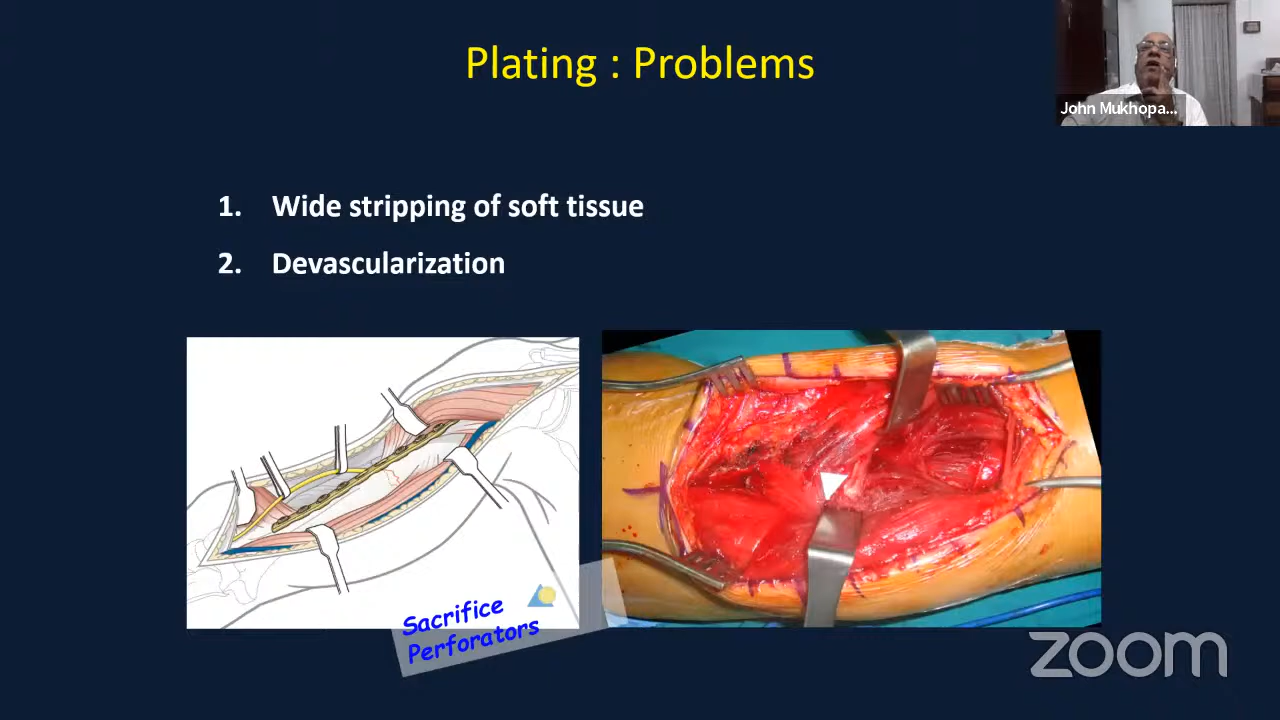 Plating : Problems
John Mukhopa...
1. Wide stripping of soft tissue
2. Devascularization
Sacrifice
Perforators
zoom